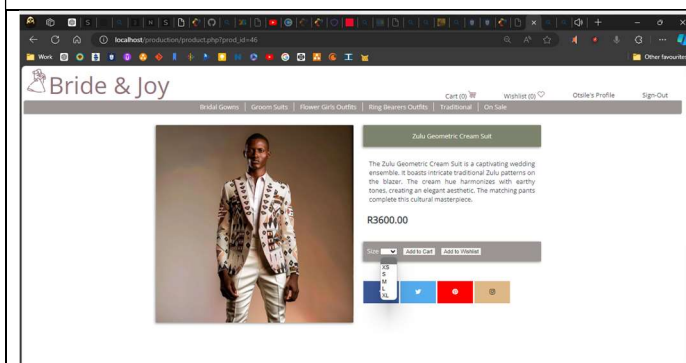 localhost/production/product.php?prod_id=46
Work
Other favourites
Bride & Joy
Cart (0)
Wishlist (0)
Otsile's Profile
Sign-Out
Bridal Gowns | Groom Suits | Flower Girls Outfits | Ring Bearers Outfits | Traditional | On Sale
Zulu Geometric Cream Suit
The Zulu Geometric Cream Suit is a captivating wedding
ensemble. It boasts intricate traditional Zulu patterns on
the blazer. The cream hue harmonizes with earthy
tones, creating an elegant aesthetic. The matching pants
complete this cultural masterpiece.
R3600.00
Size
Add to Cart
Add to Wishlist
XS
S
M
L
XL